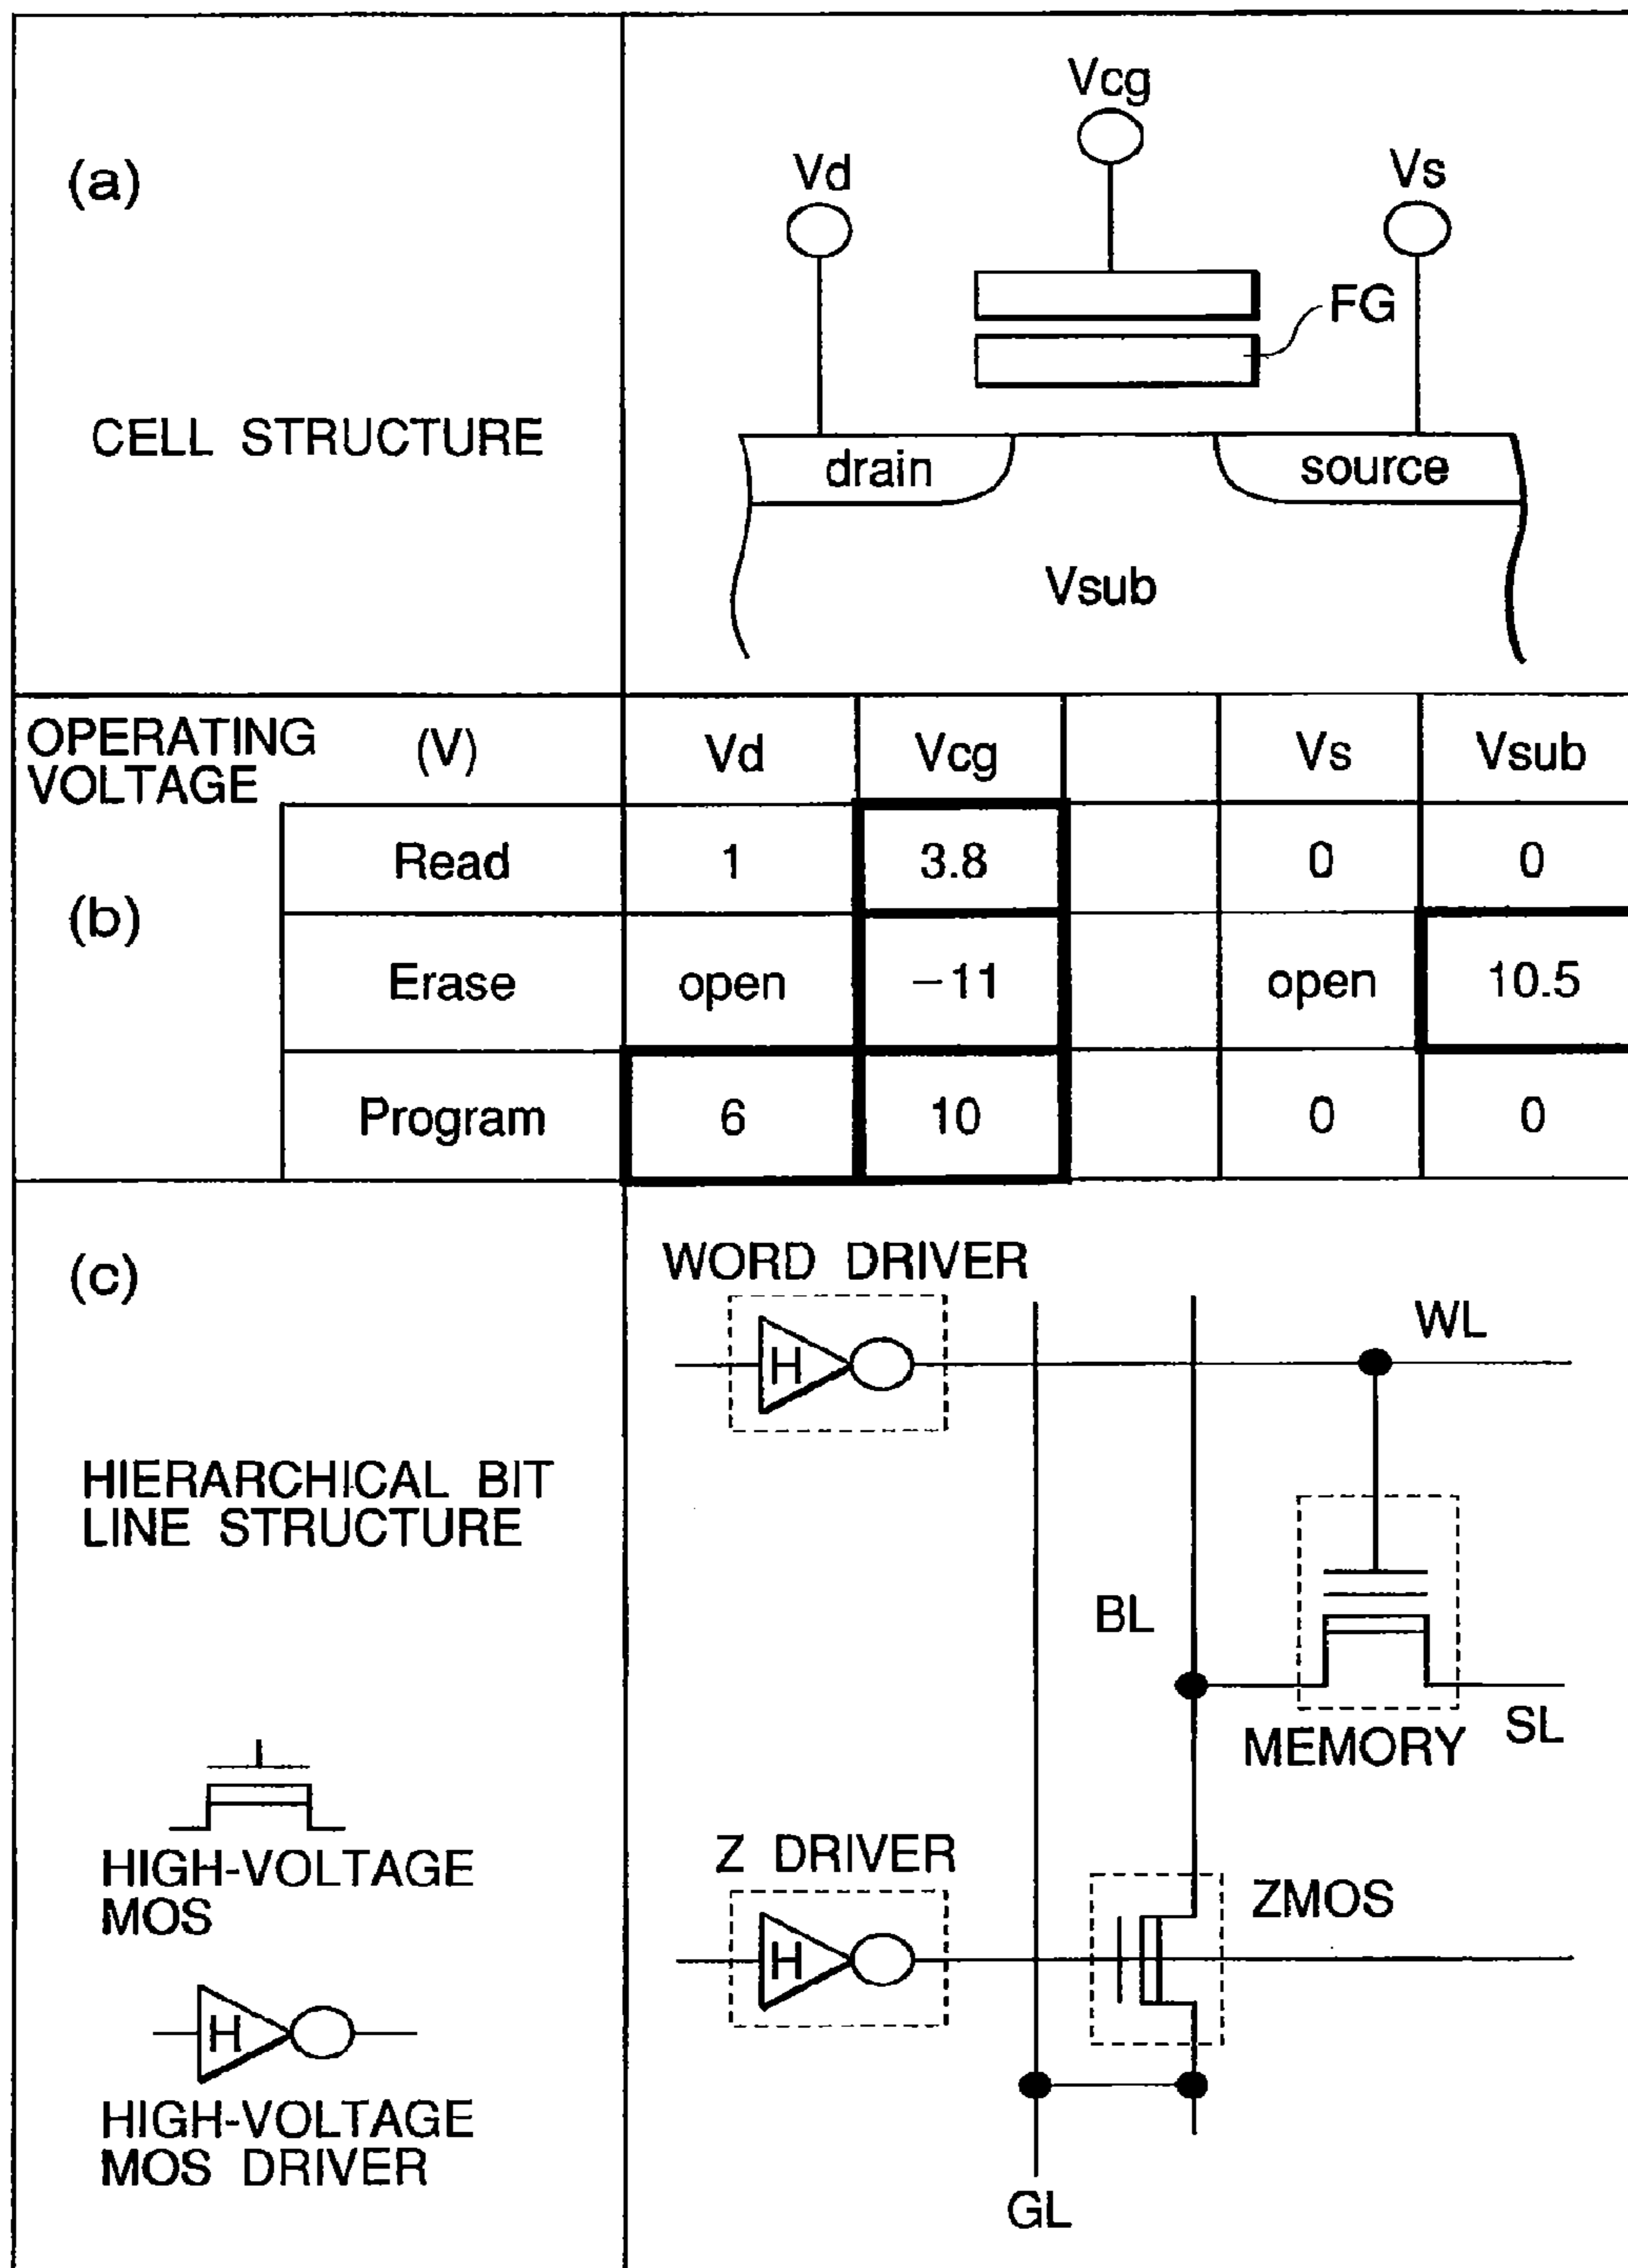 (a)
CELL STRUCTURE
Vcg
Vd
Vs
FG
drain
source
Vsub
OPERATING
VOLTAGE
(V) Vd Vcg Vs Vsub
(b)
Read 1 3.8 0 0
Erase open −11 open 10.5
Program 6 10 0 0
(c)
HIERARCHICAL BIT
LINE STRUCTURE
HIGH-VOLTAGE
MOS
H
HIGH-VOLTAGE
MOS DRIVER
WORD DRIVER
H
WL
BL
MEMORY
SL
Z DRIVER
H
ZMOS
GL